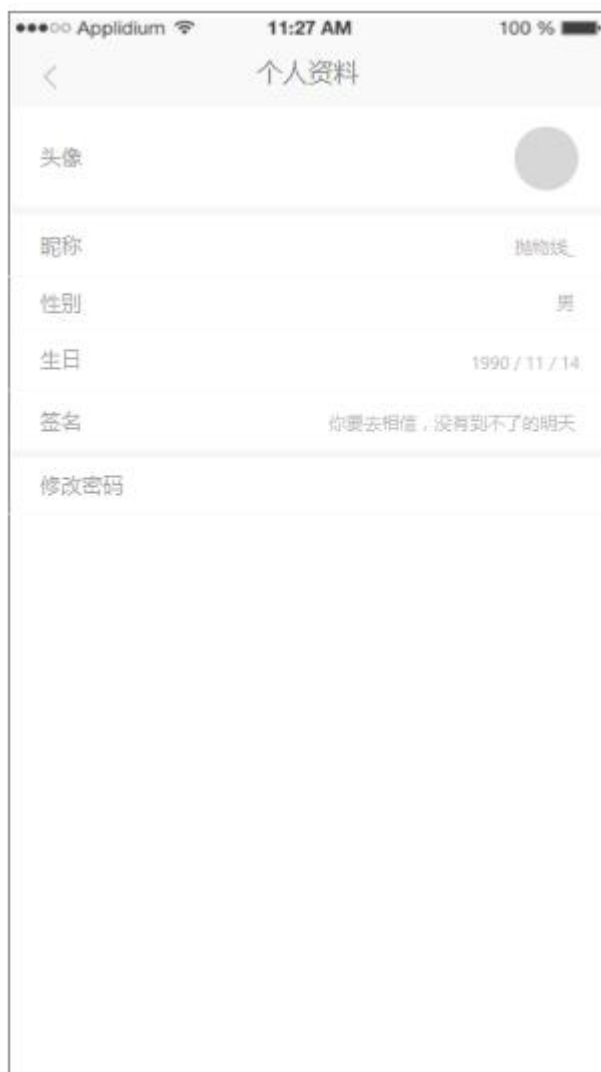 Applidium 11:27 AM 100 %
个人资料
头像
昵称 抛物线_
性别 男
生日 1990 / 11 / 14
签名 你要去相信，没有到不了的明天
修改密码